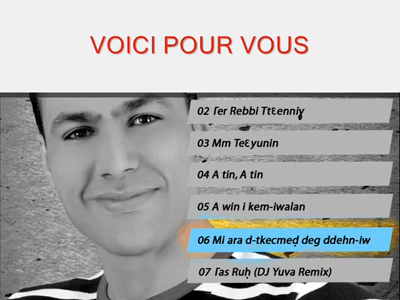 VOICI POUR VOUS
02 Ɣer Rebbi Ttɛenniɣ
03 Mm Teɛyunin
04 A tin, A tin
05 A win i kem-iwalan
06 Mi ara d-tkecmeḍ deg ddehn-iw
07 Ɣas Ruḥ (DJ Yuva Remix)